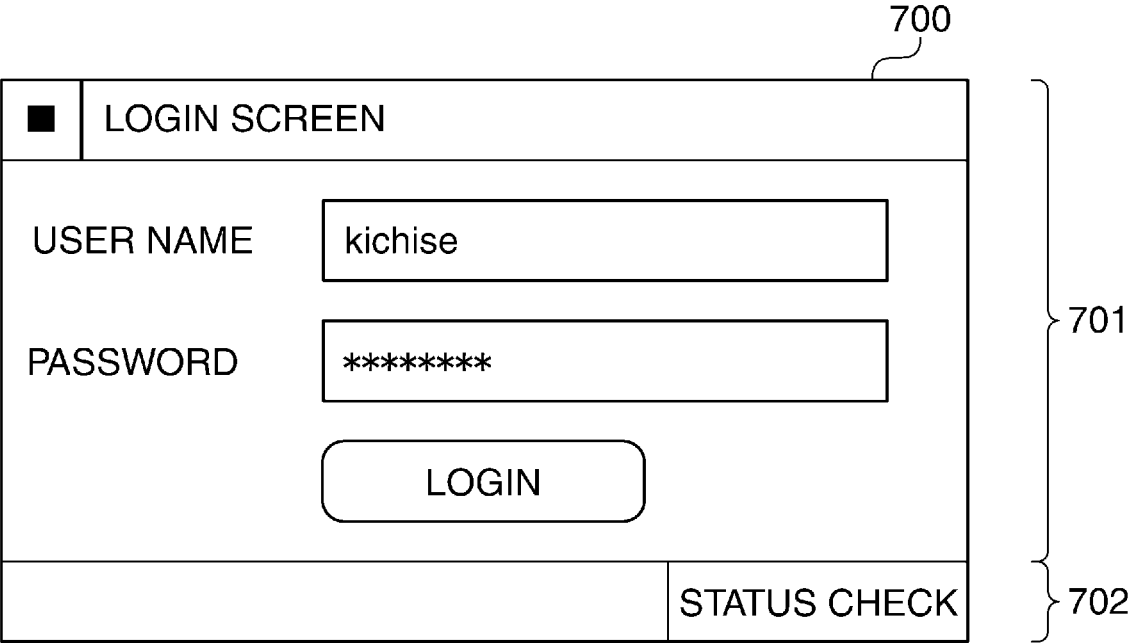 700
LOGIN SCREEN
USER NAME kichise
701
PASSWORD ********
LOGIN
STATUS CHECK 702